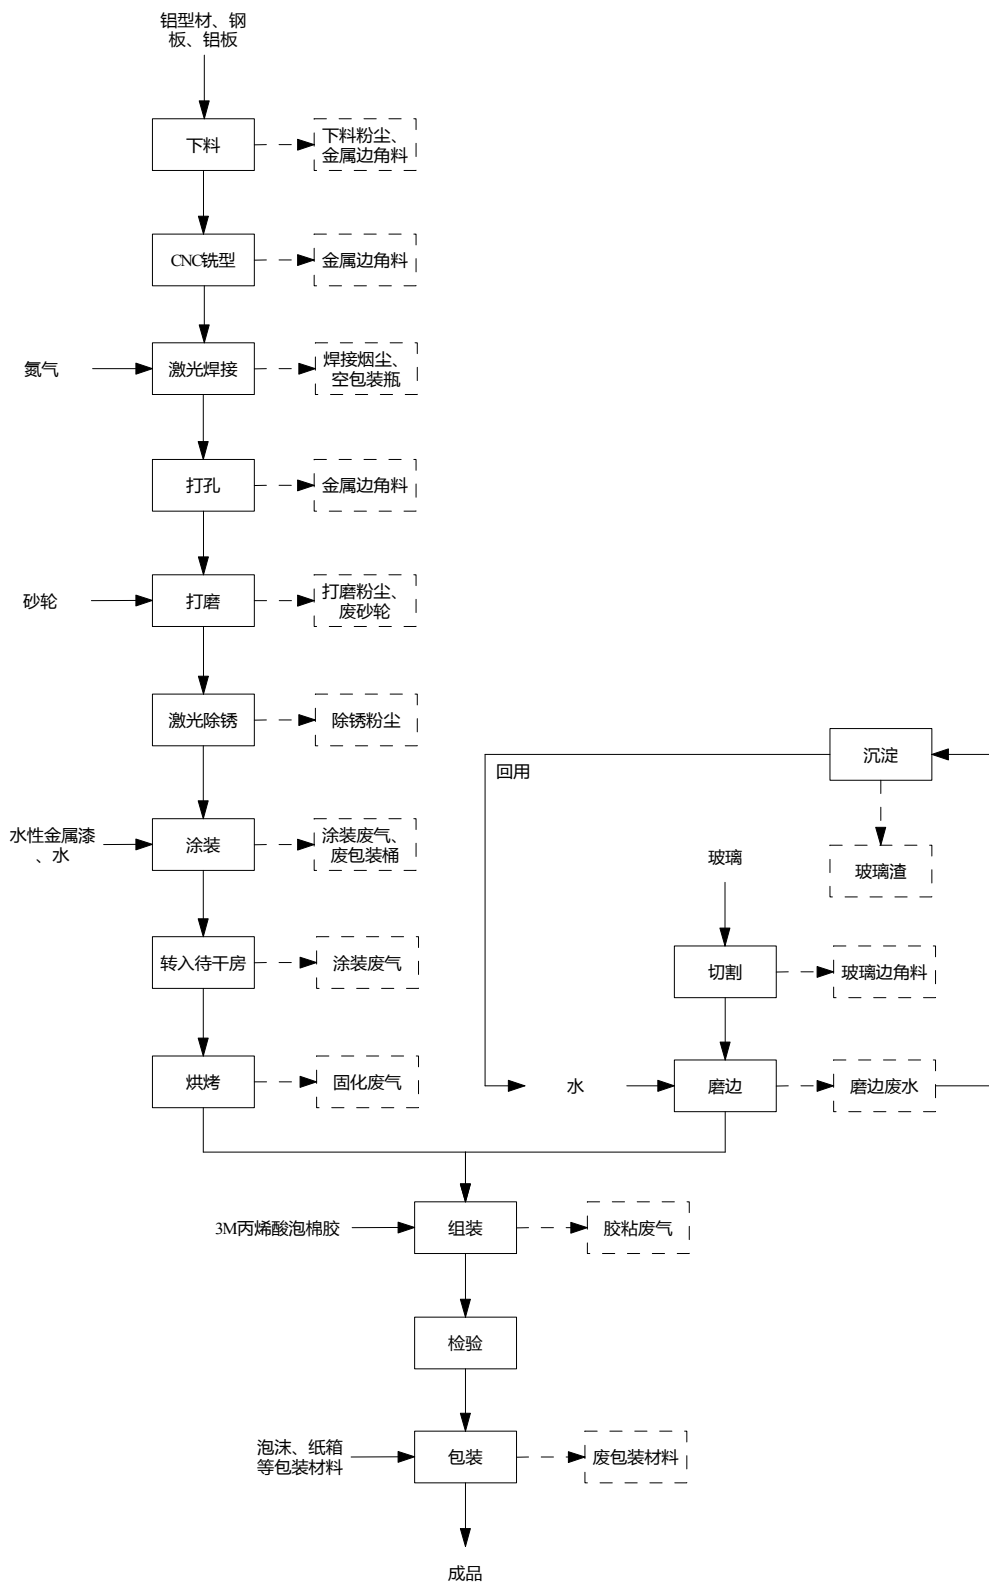 铝型材、钢
板、铝板
下料
下料粉尘、
金属边角料
CNC铣型
金属边角料
氮气
激光焊接
焊接烟尘、
空包装瓶
打孔
金属边角料
砂轮
打磨
打磨粉尘、
废砂轮
激光除锈
除锈粉尘
沉淀
回用
水性金属漆
、水
涂装
涂装废气、
废包装桶
玻璃
玻璃渣
转入待干房
涂装废气
切割
玻璃边角料
烘烤
固化废气
水
磨边
磨边废水
3M丙烯酸泡棉胶
组装
胶粘废气
检验
泡沫、纸箱
等包装材料
包装
废包装材料
成品